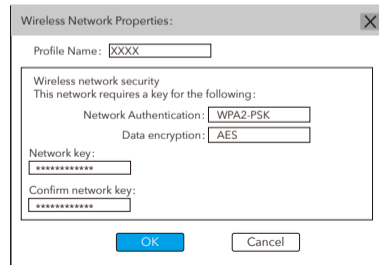 Wireless Network Properties:
Profile Name: XXXX
Wireless network security
This network requires a key for the following:
Network Authentication: WPA2-PSK
Data encryption: AES
Network key:
************
Confirm network key:
************
OK Cancel